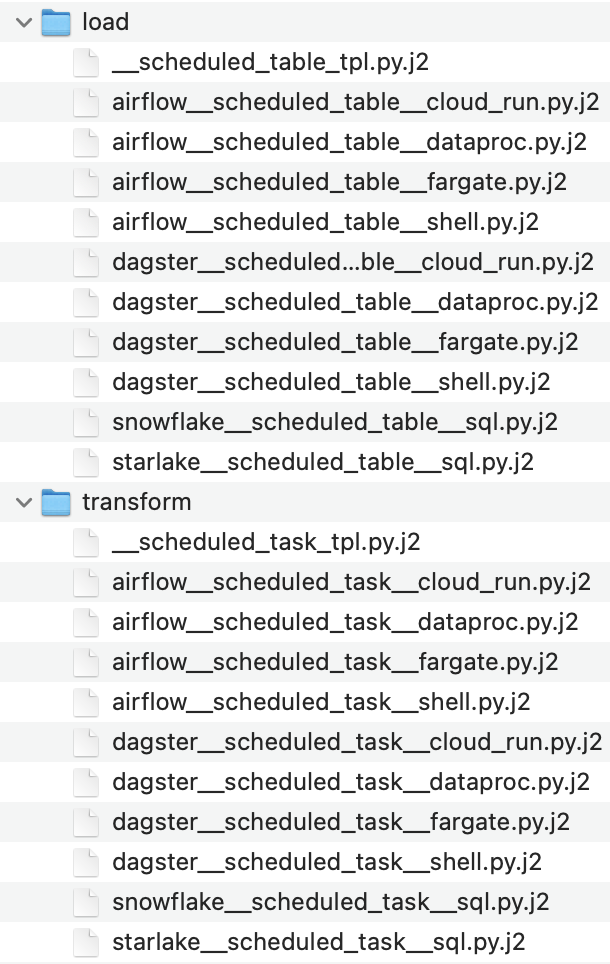 load
__scheduled_table_tpl.py.j2
airflow__scheduled_table__cloud_run.py.j2
airflow__scheduled_table__dataproc.py.j2
airflow__scheduled_table__fargate.py.j2
airflow__scheduled_table__shell.py.j2
dagster__scheduled...ble__cloud_run.py.j2
dagster__scheduled_table__dataproc.py.j2
dagster__scheduled_table__fargate.py.j2
dagster__scheduled_table__shell.py.j2
snowflake__scheduled_table__sql.py.j2
starlake__scheduled_table__sql.py.j2
transform
__scheduled_task_tpl.py.j2
airflow__scheduled_task__cloud_run.py.j2
airflow__scheduled_task__dataproc.py.j2
airflow__scheduled_task__fargate.py.j2
airflow__scheduled_task__shell.py.j2
dagster__scheduled_task__cloud_run.py.j2
dagster__scheduled_task__dataproc.py.j2
dagster__scheduled_task__fargate.py.j2
dagster__scheduled_task__shell.py.j2
snowflake__scheduled_task__sql.py.j2
starlake__scheduled_task__sql.py.j2